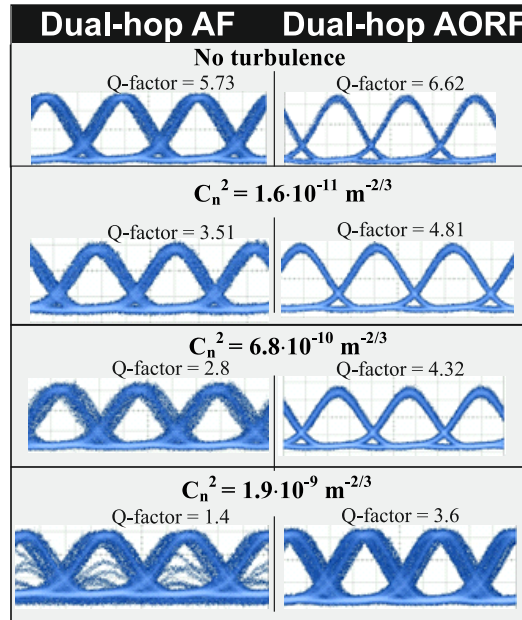 Dual-hop AF Dual-hop AORF
No turbulence
Q-factor = 5.73 Q-factor = 6.62
Cₙ² = 1.6·10⁻¹¹ m⁻²/³
Q-factor = 3.51 Q-factor = 4.81
Cₙ² = 6.8·10⁻¹⁰ m⁻²/³
Q-factor = 2.8 Q-factor = 4.32
Cₙ² = 1.9·10⁻⁹ m⁻²/³
Q-factor = 1.4 Q-factor = 3.6